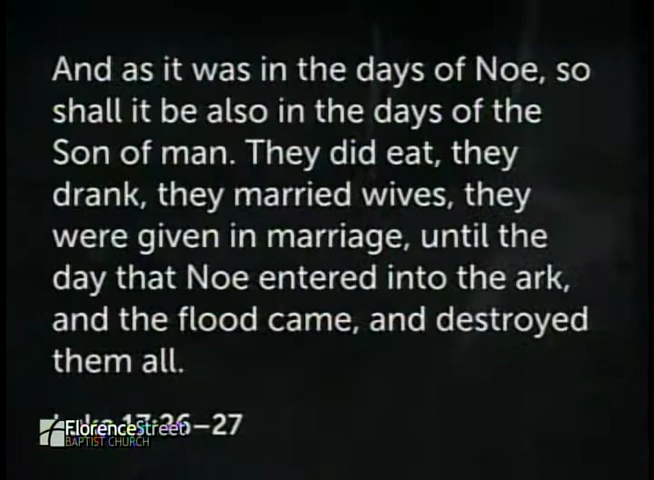 And as it was in the days of Noe, so
shall it be also in the days of the
Son of man. They did eat, they
drank, they married wives, they
were given in marriage, until the
day that Noe entered into the ark,
and the flood came, and destroyed
them all.
17:26–27
FlorenceStreet
BAPTIST CHURCH